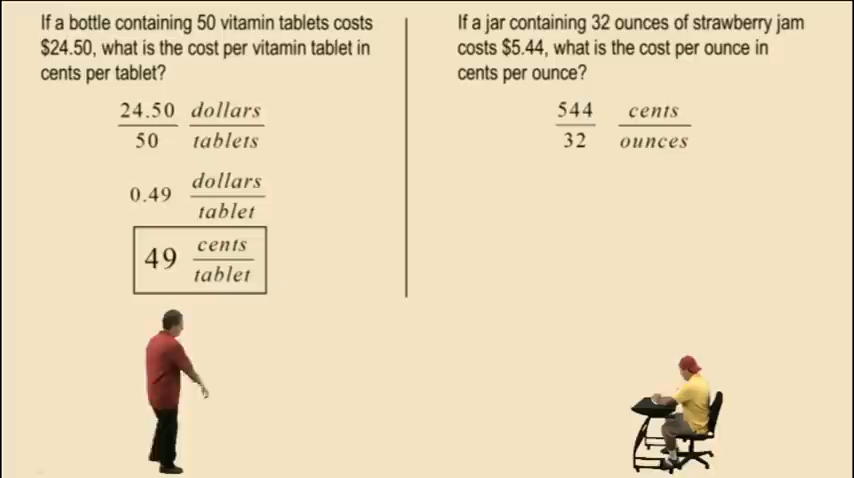 If a bottle containing 50 vitamin tablets costs
$24.50, what is the cost per vitamin tablet in
cents per tablet?
24.50 dollars
50 tablets
0.49 dollars
tablet
49 cents
tablet
If a jar containing 32 ounces of strawberry jam
costs $5.44, what is the cost per ounce in
cents per ounce?
544 cents
32 ounces